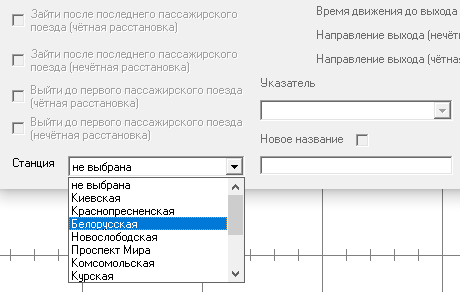 Зайти после последнего пассажирского
поезда (чётная расстановка)
Зайти после последнего пассажирского
поезда (нечётная расстановка)
Выйти до первого пассажирского поезда
(чётная расстановка)
Выйти до первого пассажирского поезда
(нечётная расстановка)
Станция
не выбрана
не выбрана
Киевская
Краснопресненская
Белорусская
Новослободская
Проспект Мира
Комсомольская
Курская
Время движения до выхода
Направление выхода (нечёт
Направление выхода (чётна
Указатель
Новое название